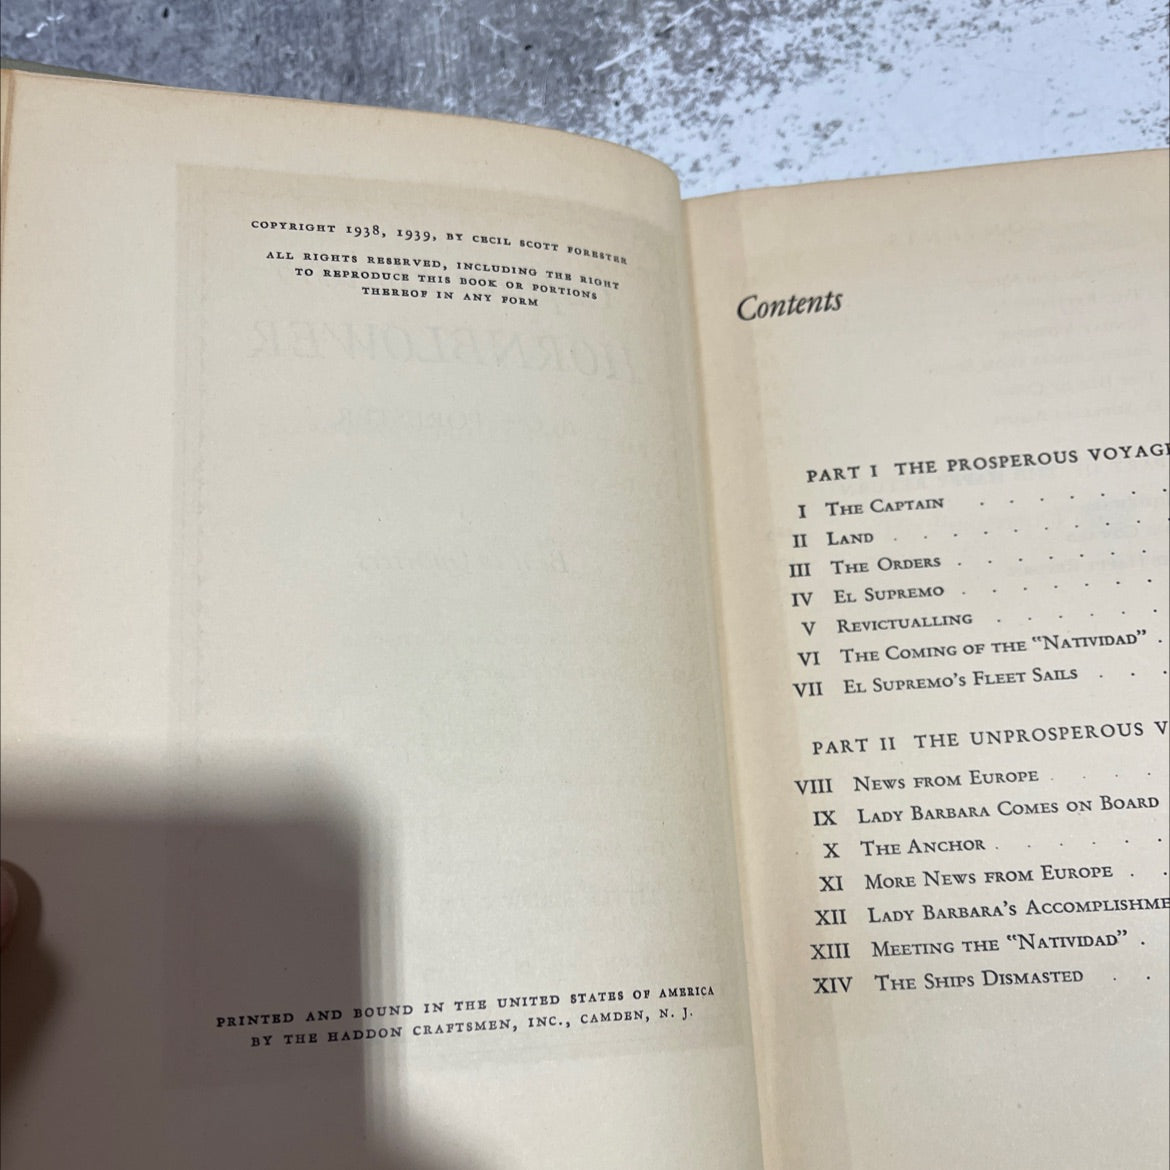 COPYRIGHT 1938, 1939, BY CECIL SCOTT FORESTER
ALL RIGHTS RESERVED, INCLUDING THE RIGHT
TO REPRODUCE THIS BOOK OR PORTIONS
THEREOF IN ANY FORM
PRINTED AND BOUND IN THE UNITED STATES OF AMERICA
BY THE HADDON CRAFTSMEN, INC., CAMDEN, N. J.
Contents
PART I THE PROSPEROUS VOYAGE
I THE CAPTAIN . . . . . .
II LAND . . . . . . . .
III THE ORDERS . . . . . .
IV EL SUPREMO . . . . . .
V REVICTUALLING . . . . .
VI THE COMING OF THE "NATIVIDAD" .
VII EL SUPREMO'S FLEET SAILS . . .
PART II THE UNPROSPEROUS V
VIII NEWS FROM EUROPE . . . .
IX LADY BARBARA COMES ON BOARD
X THE ANCHOR . . . . . .
XI MORE NEWS FROM EUROPE . .
XII LADY BARBARA'S ACCOMPLISHME
XIII MEETING THE "NATIVIDAD" .
XIV THE SHIPS DISMASTED . .